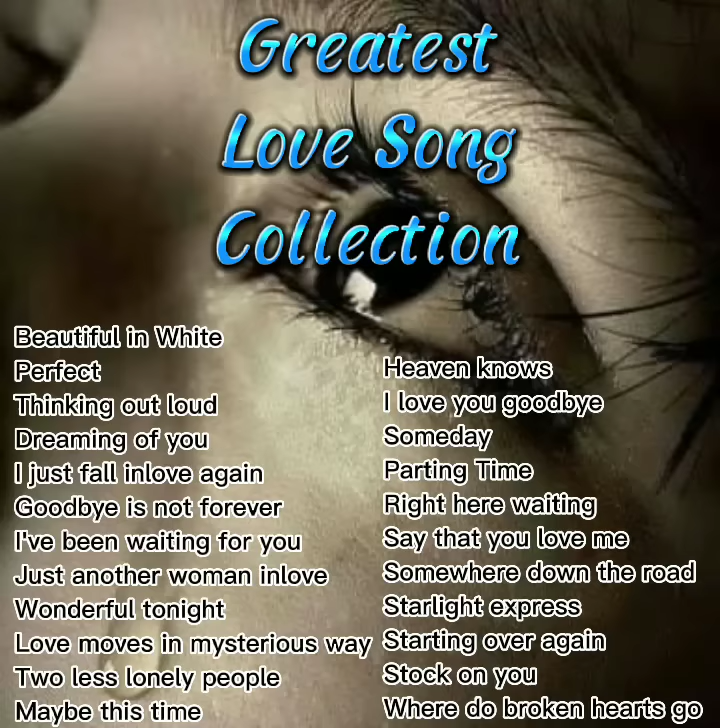 Greatest
Love Song
Collection
Beautiful in White
Perfect
Thinking out loud
Dreaming of you
I just fall inlove again
Goodbye is not forever
I've been waiting for you
Just another woman inlove
Wonderful tonight
Love moves in mysterious way
Two less lonely people
Maybe this time
Heaven knows
I love you goodbye
Someday
Parting Time
Right here waiting
Say that you love me
Somewhere down the road
Starlight express
Starting over again
Stock on you
Where do broken hearts go